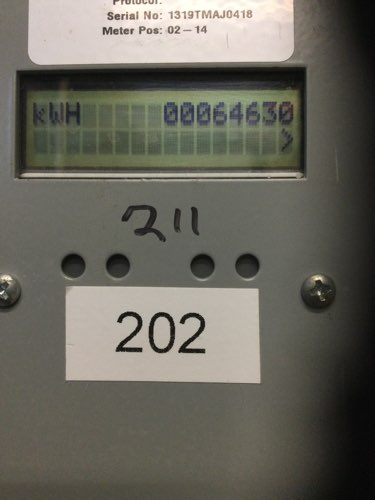 Protocol:
Serial No: 1319TMAJ0418
Meter Pos: 02-14
kWH 00064630
>
211
202